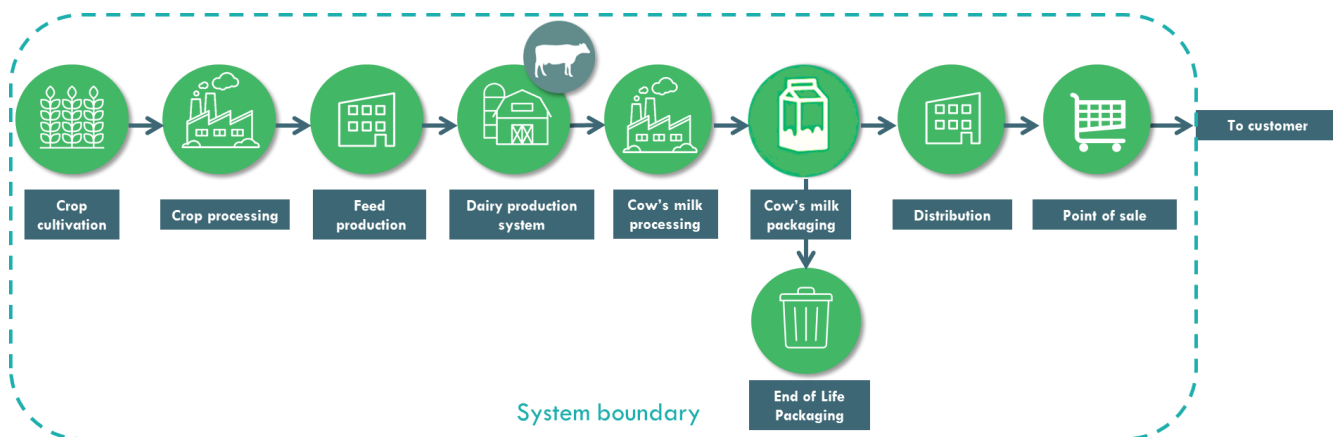 To customer
Crop
cultivation
Crop processing
Feed
production
Dairy production
system
Cow's milk
processing
Cow's milk
packaging
Distribution
Point of sale
End of Life
Packaging
System boundary